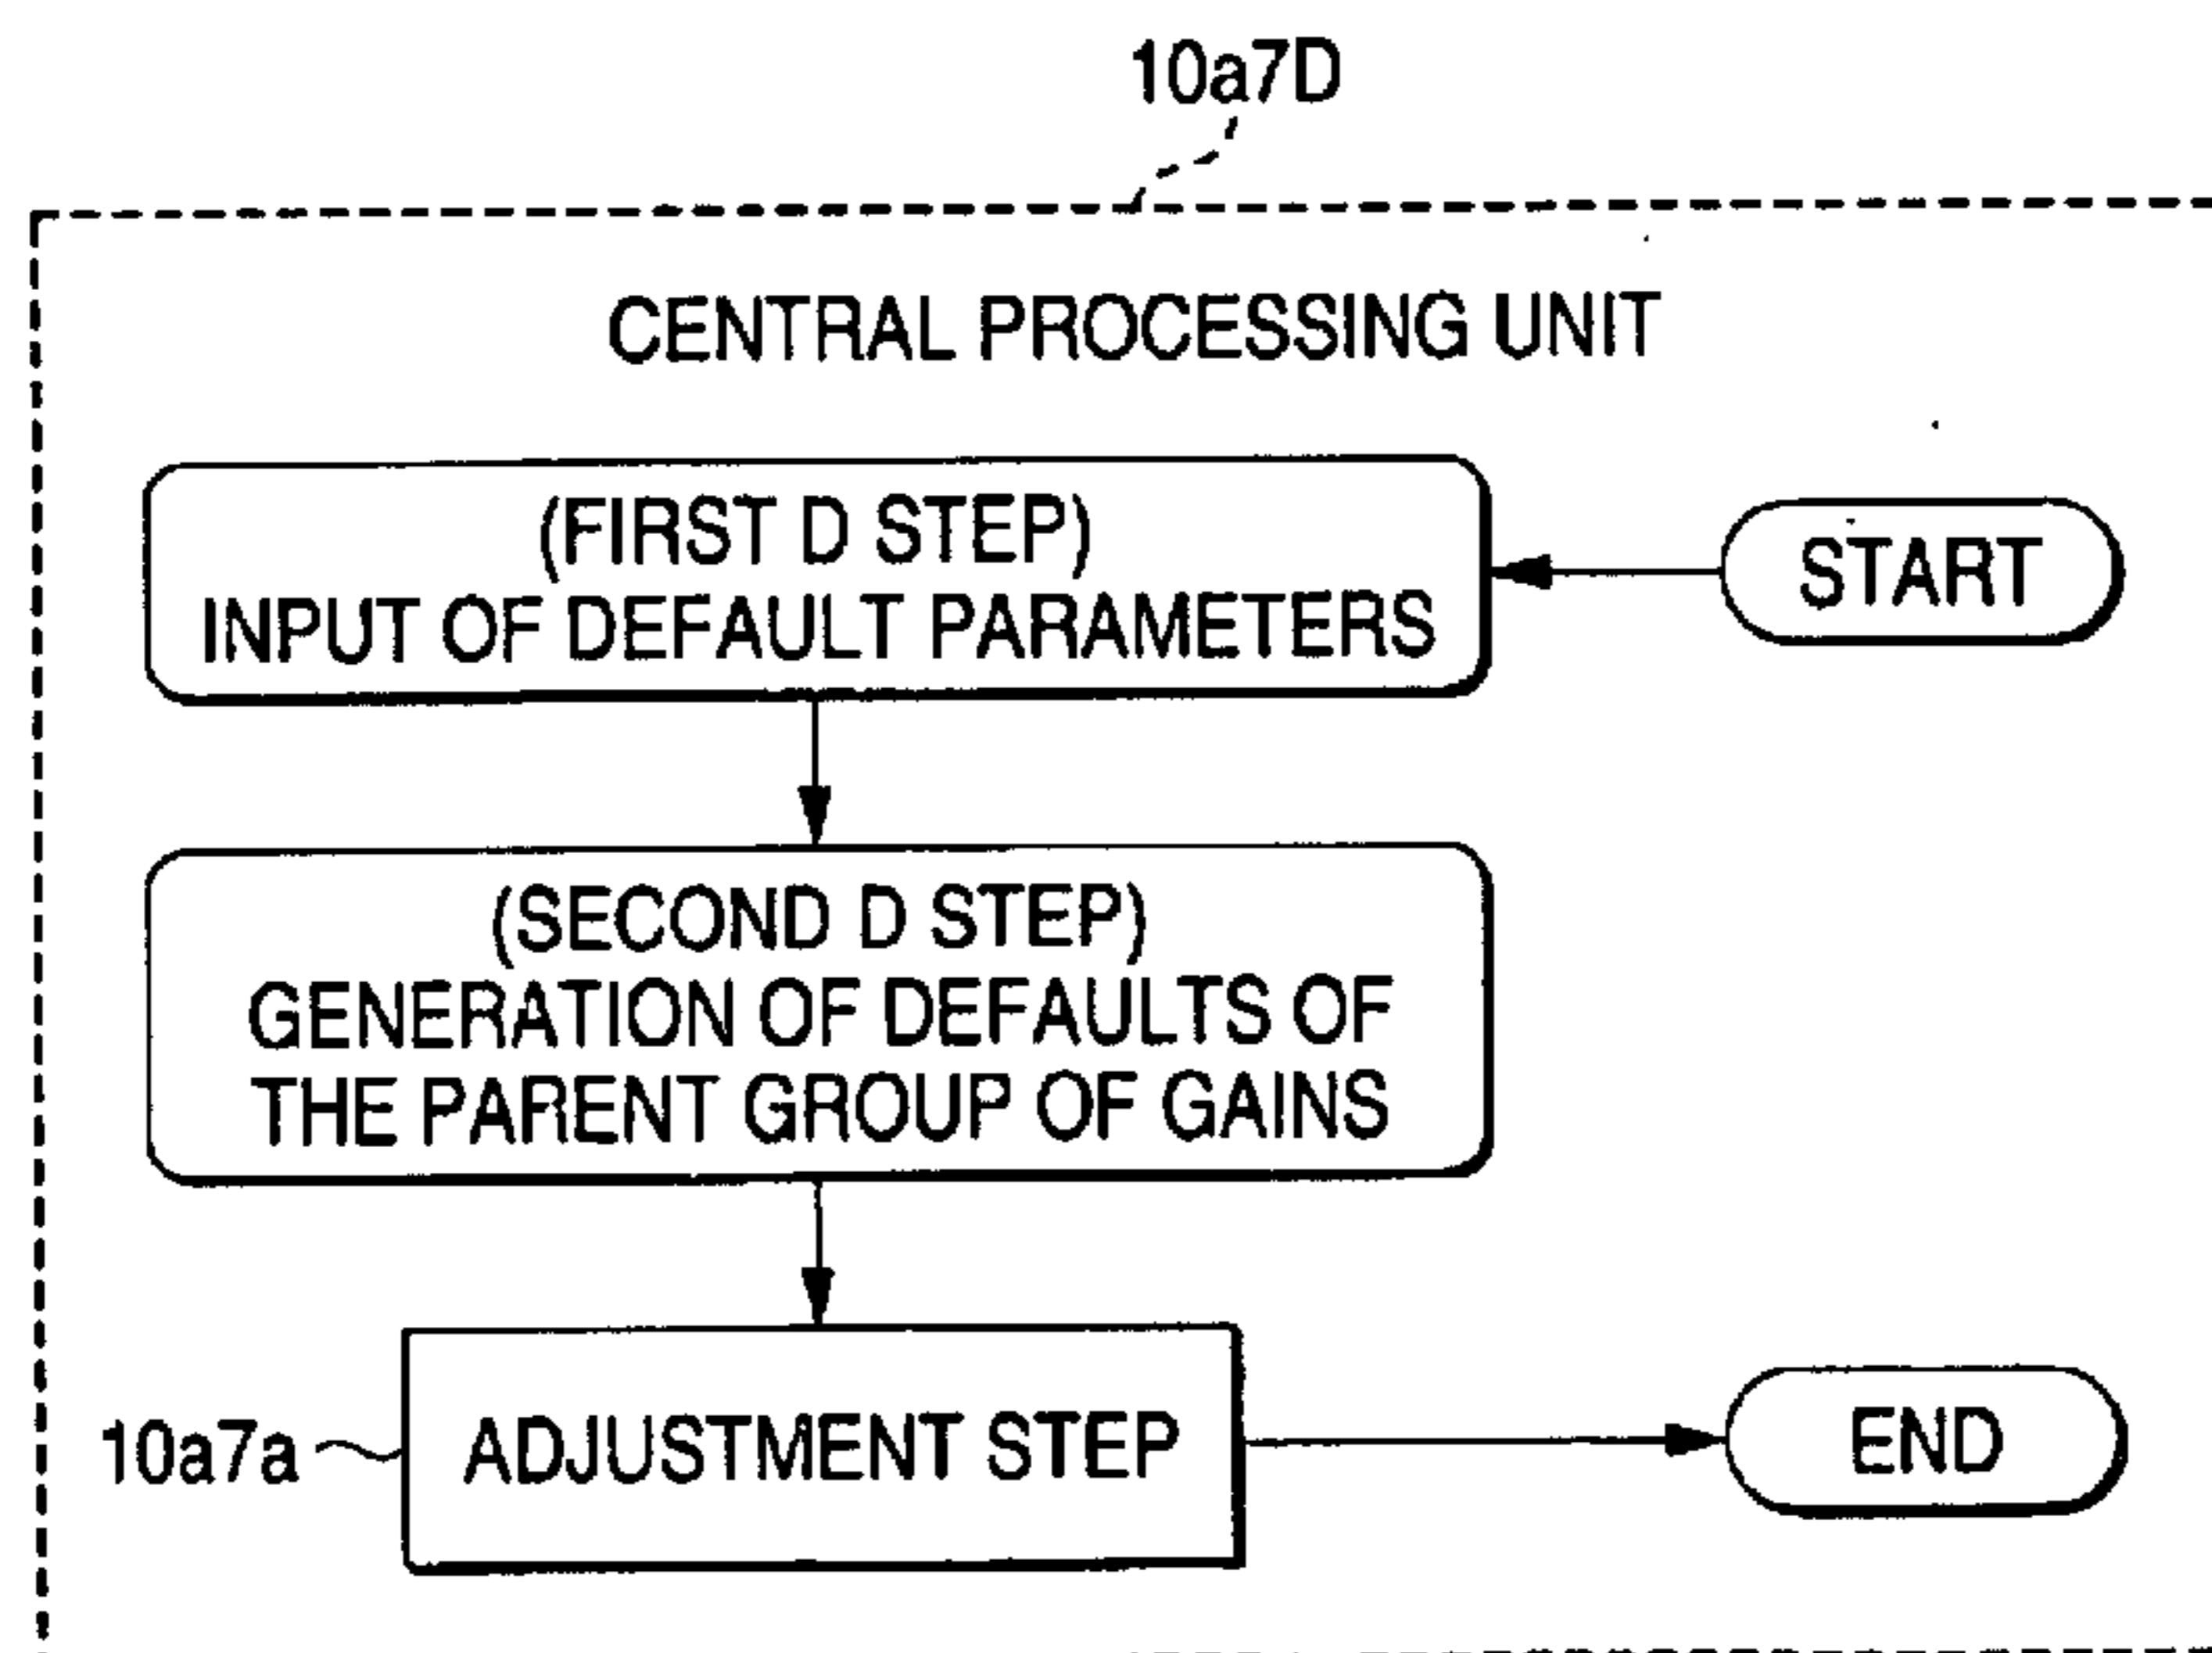 10a7D
CENTRAL PROCESSING UNIT
(FIRST D STEP)
INPUT OF DEFAULT PARAMETERS
START
(SECOND D STEP)
GENERATION OF DEFAULTS OF
THE PARENT GROUP OF GAINS
10a7a
ADJUSTMENT STEP
END